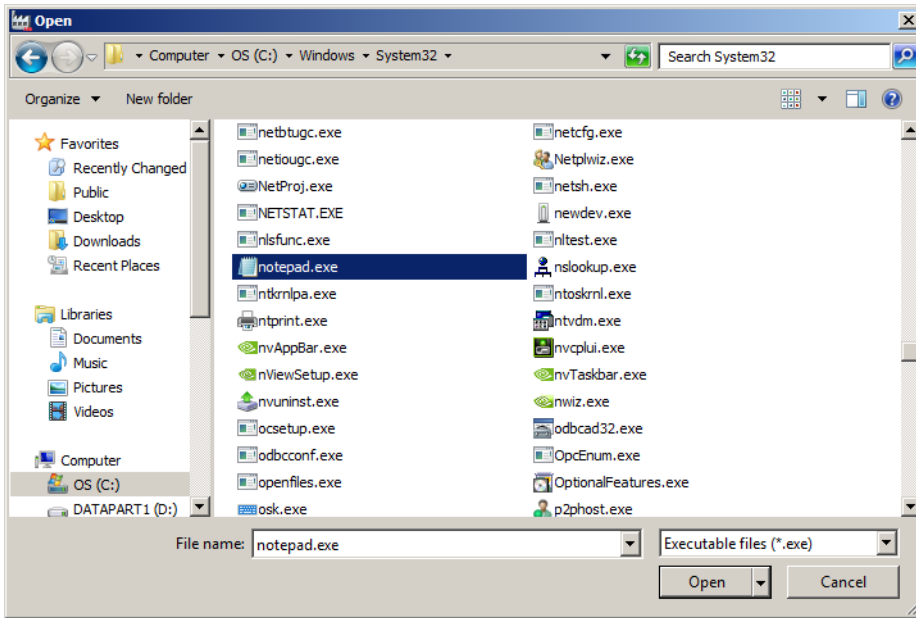 Open
Computer OS (C:) Windows System32
Search System32
Organize New folder
Favorites
Recently Changed
Public
Desktop
Downloads
Recent Places
Libraries
Documents
Music
Pictures
Videos
Computer
OS (C:)
DATAPART1 (D:)
netbtugc.exe
netiougc.exe
NetProj.exe
NETSTAT.EXE
nlsfunc.exe
notepad.exe
ntkrnlpa.exe
ntprint.exe
nvAppBar.exe
nViewSetup.exe
nvuninst.exe
ocsetup.exe
odbcconf.exe
openfiles.exe
osk.exe
netcfg.exe
Netplwiz.exe
netsh.exe
newdev.exe
nltest.exe
nslookup.exe
ntoskrnl.exe
ntvdm.exe
nvcplui.exe
nvTaskbar.exe
nwiz.exe
odbcad32.exe
OpcEnum.exe
OptionalFeatures.exe
p2phost.exe
File name: notepad.exe
Executable files (*.exe)
Open Cancel